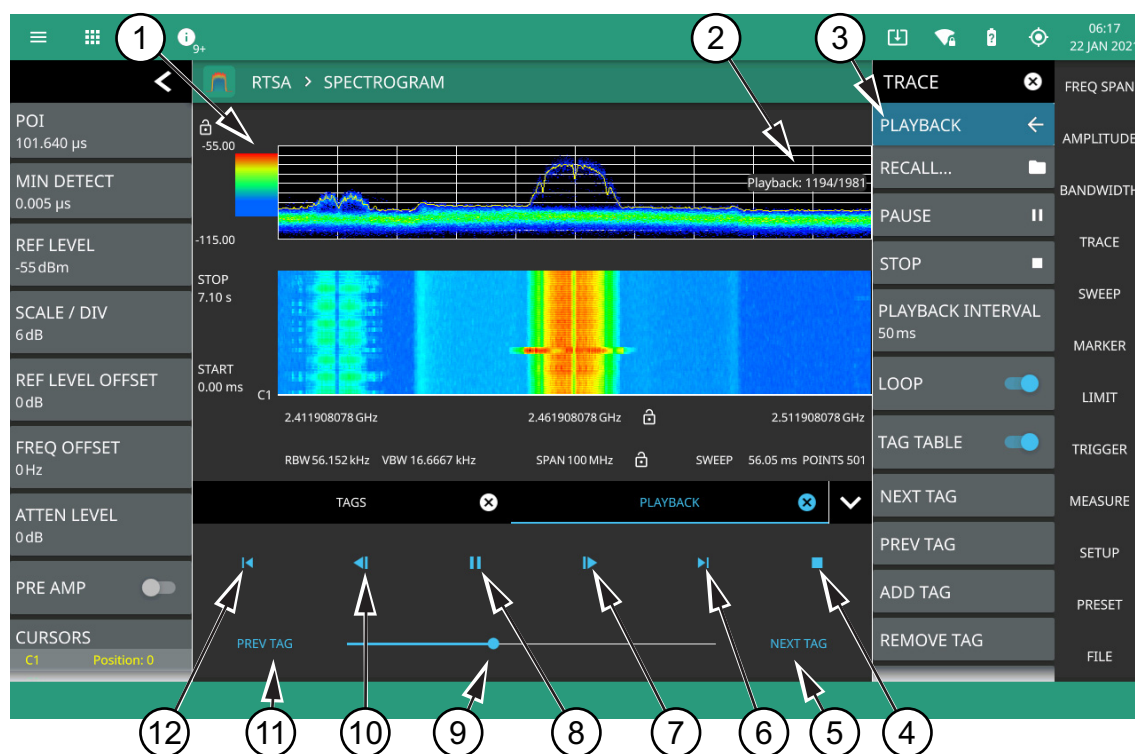 1
2
3
9+
06:17
22 JAN 202
RTSA > SPECTROGRAM
TRACE
FREQ SPAN
POI
101.640 µs
PLAYBACK
AMPLITUDE
-55.00
MIN DETECT
0.005 µs
Playback: 1194/1981
RECALL...
BANDWIDTH
REF LEVEL
-55 dBm
-115.00
PAUSE
TRACE
STOP
7.10 s
STOP
SCALE / DIV
6 dB
PLAYBACK INTERVAL
50 ms
SWEEP
MARKER
REF LEVEL OFFSET
0 dB
START
0.00 ms
C1
LOOP
LIMIT
2.411908078 GHz
2.461908078 GHz
2.511908078 GHz
FREQ OFFSET
0 Hz
TAG TABLE
TRIGGER
RBW 56.152 kHz VBW 16.6667 kHz SPAN 100 MHz SWEEP 56.05 ms POINTS 501
ATTEN LEVEL
0 dB
TAGS
PLAYBACK
NEXT TAG
MEASURE
PREV TAG
SETUP
PRE AMP
ADD TAG
PRESET
CURSORS
C1 Position: 0
PREV TAG
NEXT TAG
REMOVE TAG
FILE
12
11
10
9
8
7
6
5
4